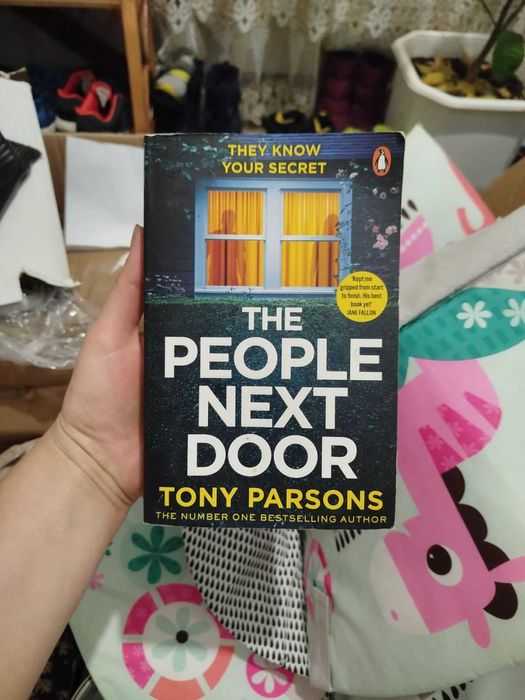 THEY KNOW
YOUR SECRET
'Kept me
gripped from start
to finish. His best
book yet'
JANE FALLON
THE
PEOPLE
NEXT
DOOR
TONY PARSONS
THE NUMBER ONE BESTSELLING AUTHOR